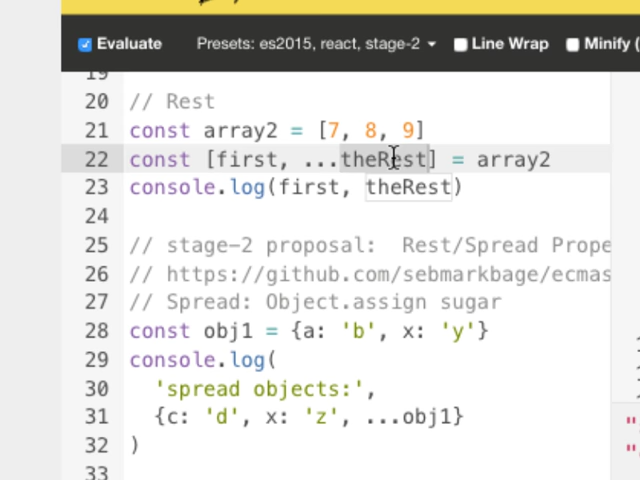 Evaluate Presets: es2015, react, stage-2 Line Wrap Minify (
19
20 // Rest
21 const array2 = [7, 8, 9]
22 const [first, ...theRest] = array2
23 console.log(first, theRest)
24
25 // stage-2 proposal:  Rest/Spread Prope
26 // https://github.com/sebmarkbage/ecmas
27 // Spread: Object.assign sugar
28 const obj1 = {a: 'b', x: 'y'}
29 console.log(
30   'spread objects:',
31   {c: 'd', x: 'z', ...obj1}
32 )
33